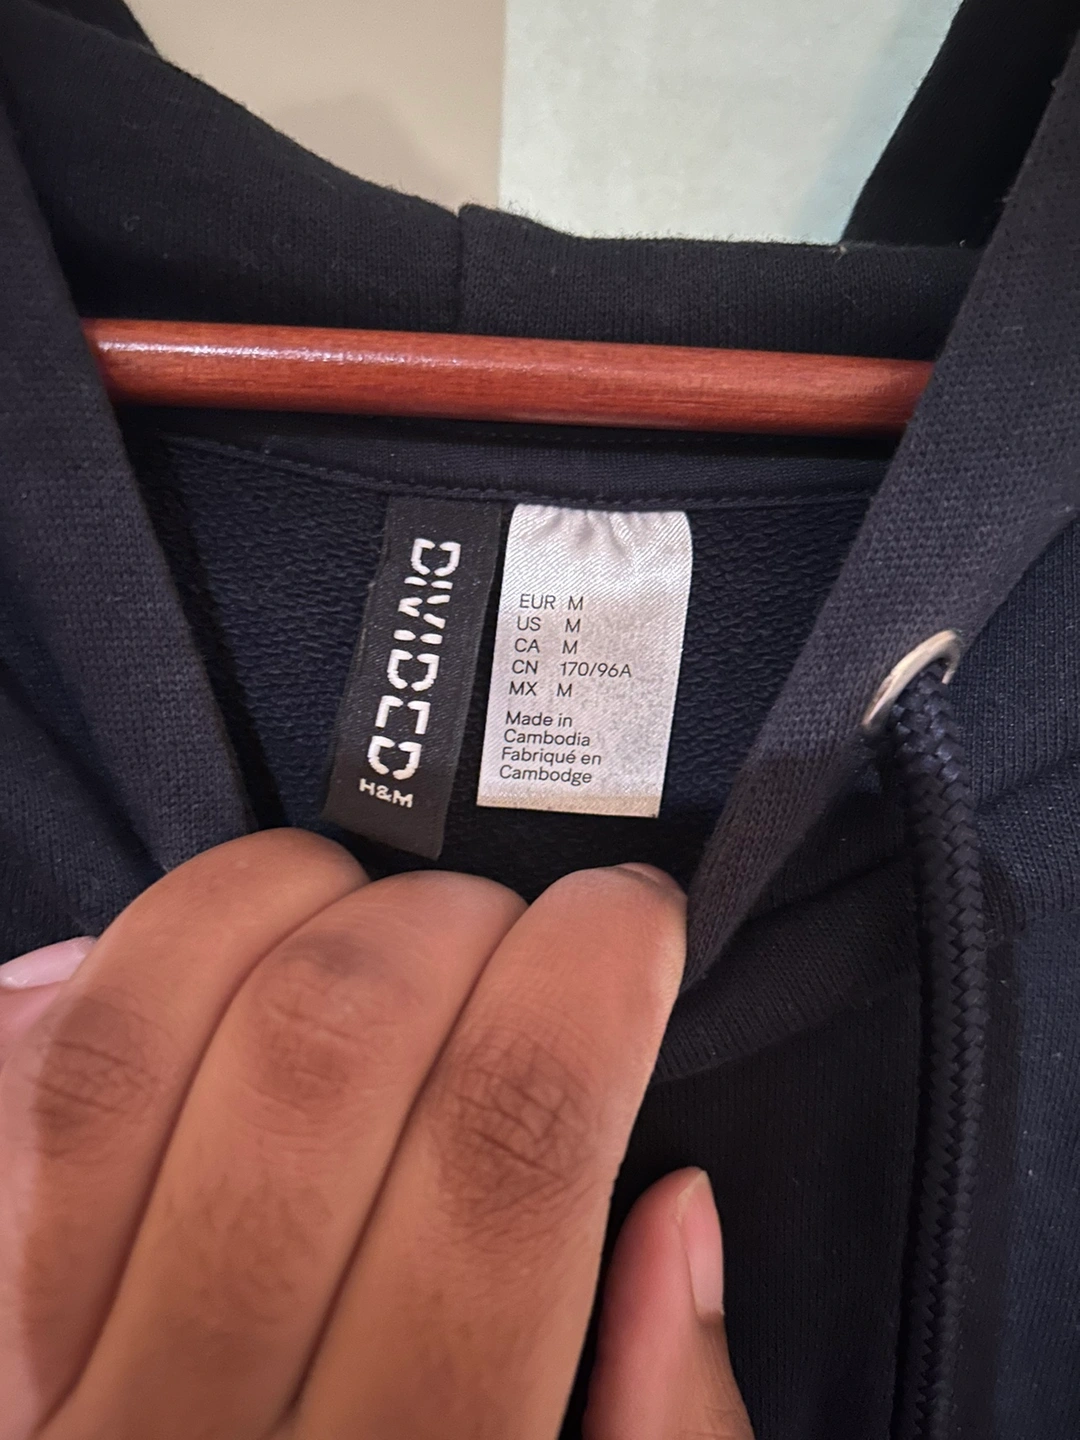 DIVIDED
H&M
EUR M
US M
CA M
CN 170/96A
MX M
Made in
Cambodia
Fabriqué en
Cambodge